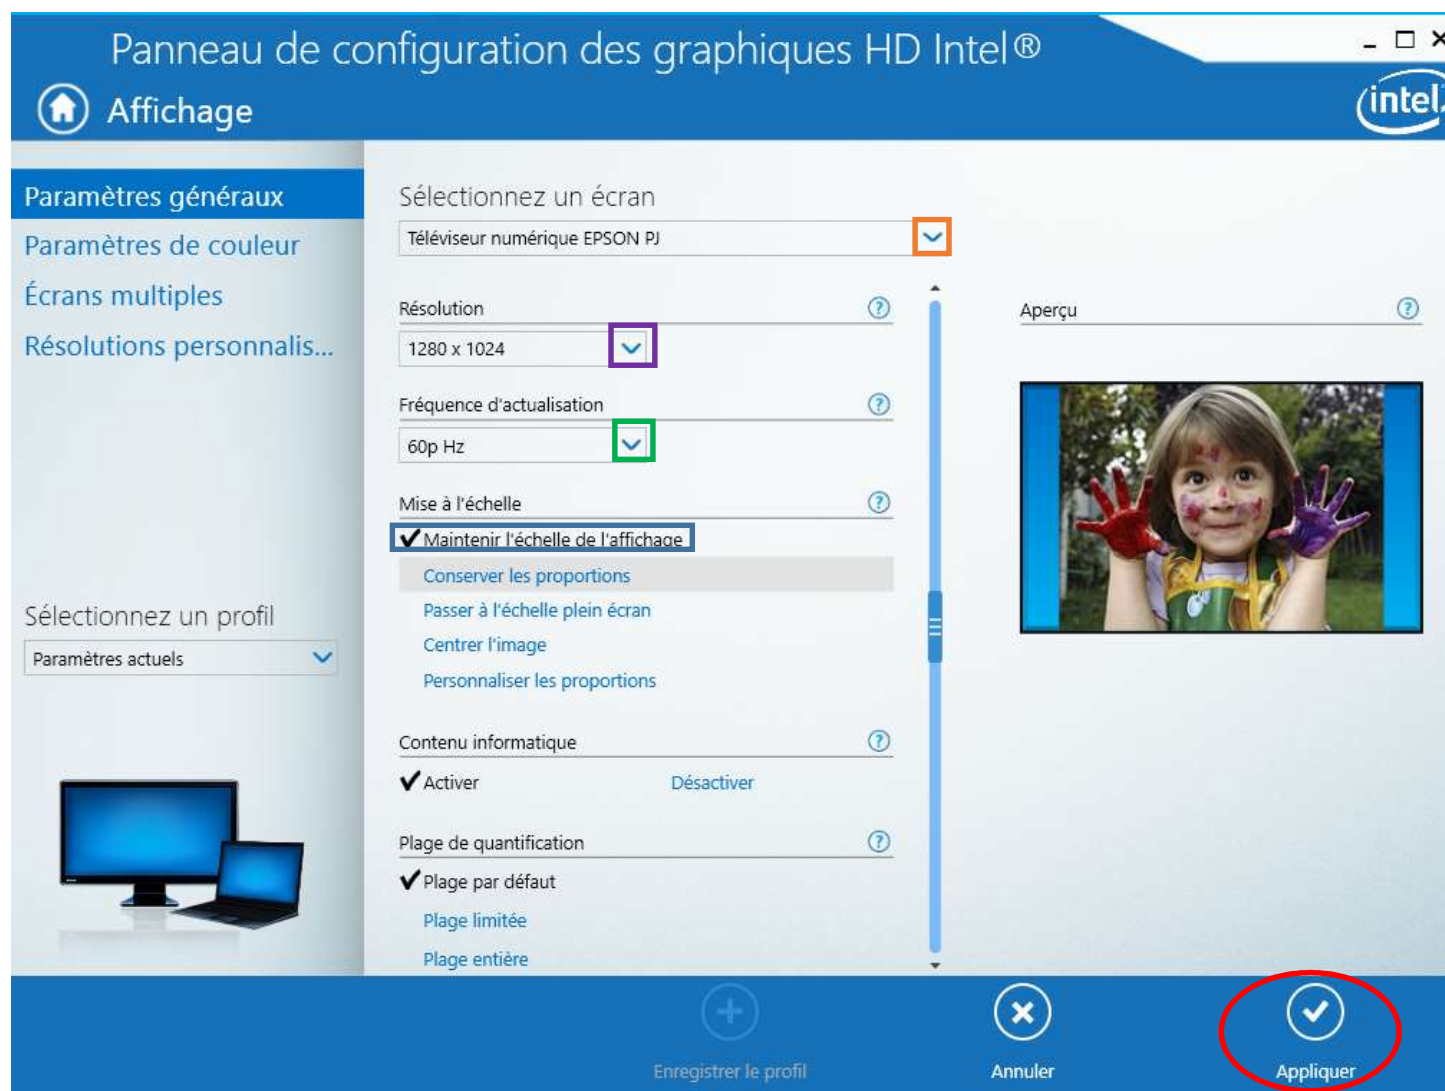 Panneau de configuration des graphiques HD Intel®
Affichage
intel
Paramètres généraux
Paramètres de couleur
Écrans multiples
Résolutions personnalis...
Sélectionnez un profil
Paramètres actuels
Sélectionnez un écran
Téléviseur numérique EPSON PJ
Résolution
1280 x 1024
Fréquence d'actualisation
60p Hz
Mise à l'échelle
Maintenir l'échelle de l'affichage
Conserver les proportions
Passer à l'échelle plein écran
Centrer l'image
Personnaliser les proportions
Contenu informatique
Activer Désactiver
Plage de quantification
Plage par défaut
Plage limitée
Plage entière
Aperçu
Enregistrer le profil
Annuler
Appliquer